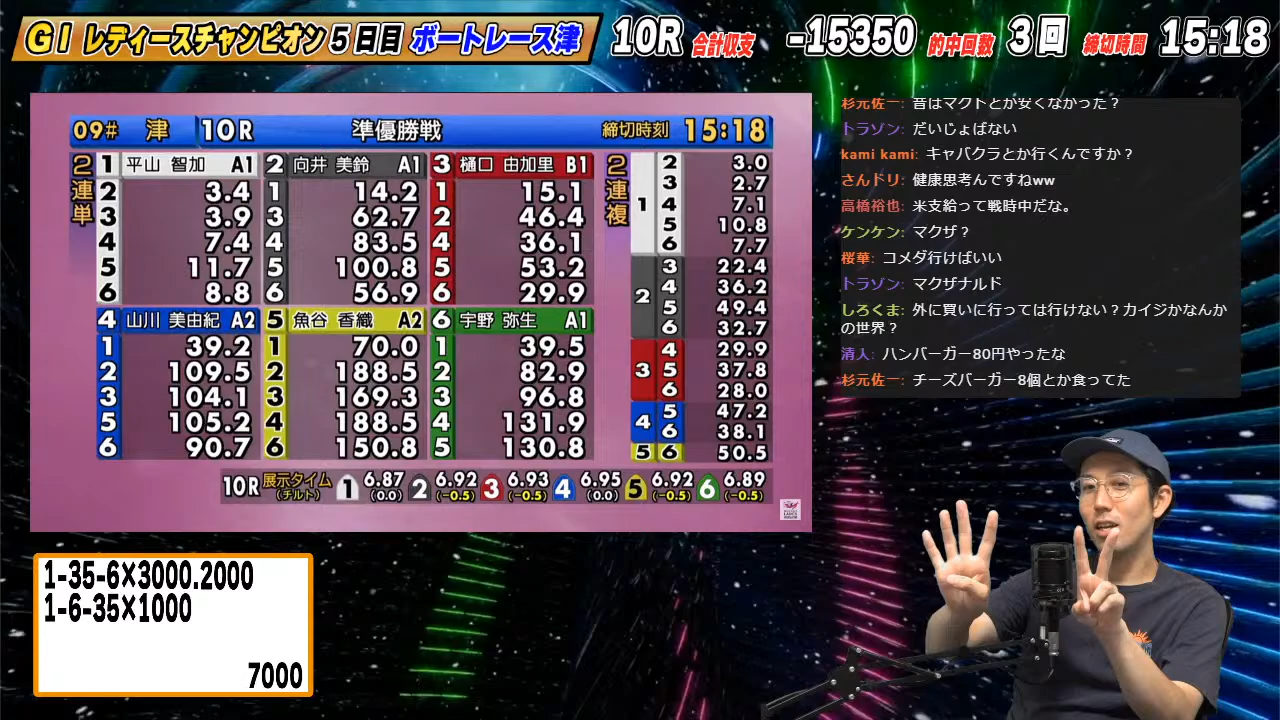 GI レディースチャンピオン5日目 ボートレース津 10R 合計収支 -15350 的中回数 3回 締切時間 15:18
09# 津 10R 準優勝戦 締切時刻 15:18
2連単
1 平山 智加 A1 2 向井 美鈴 A1 3 樋口 由加里 B1
2 3.4 1 14.2 1 15.1
3 3.9 3 62.7 2 46.4
4 7.4 4 83.5 4 36.1
5 11.7 5 100.8 5 53.2
6 8.8 6 56.9 6 29.9
4 山川 美由紀 A2 5 魚谷 香織 A2 6 宇野 弥生 A1
1 39.2 1 70.0 1 39.5
2 109.5 2 188.5 2 82.9
3 104.1 3 169.3 3 96.8
5 105.2 4 188.5 4 131.9
6 90.7 6 150.8 5 130.8
2連複
1 2 3.0
3 2.7
4 7.1
5 10.8
6 7.7
2 3 22.4
4 36.2
5 49.4
6 32.7
3 4 29.9
5 37.8
6 28.0
4 5 47.2
6 38.1
5 6 50.5
10R 展示タイム 1 6.87 2 6.92 3 6.93 4 6.95 5 6.92 6 6.89
(チルト) (0.0) (-0.5) (-0.5) (0.0) (-0.5) (-0.5)
杉元佐一: 昔はマクドとか安くなかった?
トラゾン: だいじょばない
kami kami: キャバクラとか行くんですか?
さんドリ: 健康思考んですねww
高橋裕也: 米支給って戦時中だな。
ケンケン: マクザ?
桜華: コメダ行けばいい
トラゾン: マクザナルド
しろくま: 外に買いに行っては行けない?カイジかなんか
の世界?
清人: ハンバーガー80円やったな
杉元佐一: チーズバーガー8個とか食ってた
1-35-6×3000.2000
1-6-35×1000
7000